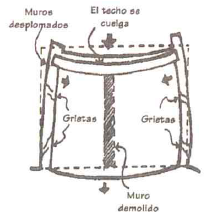 Muros
desplomados
El techo se
cuelga
Grietas
Grietas
Muro
demolido